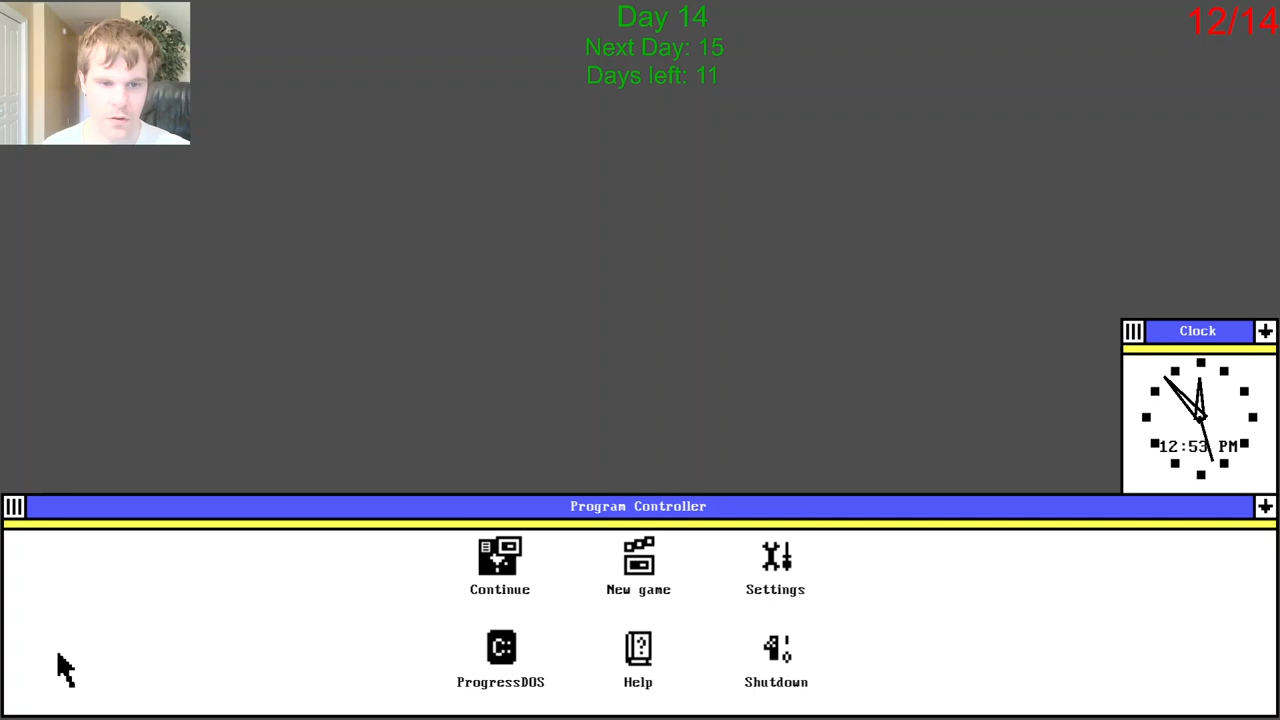 Day 14
Next Day: 15
Days left: 11
12/14
Clock
12:53 PM
Program Controller
Continue
New game
Settings
C:
ProgressDOS
Help
Shutdown